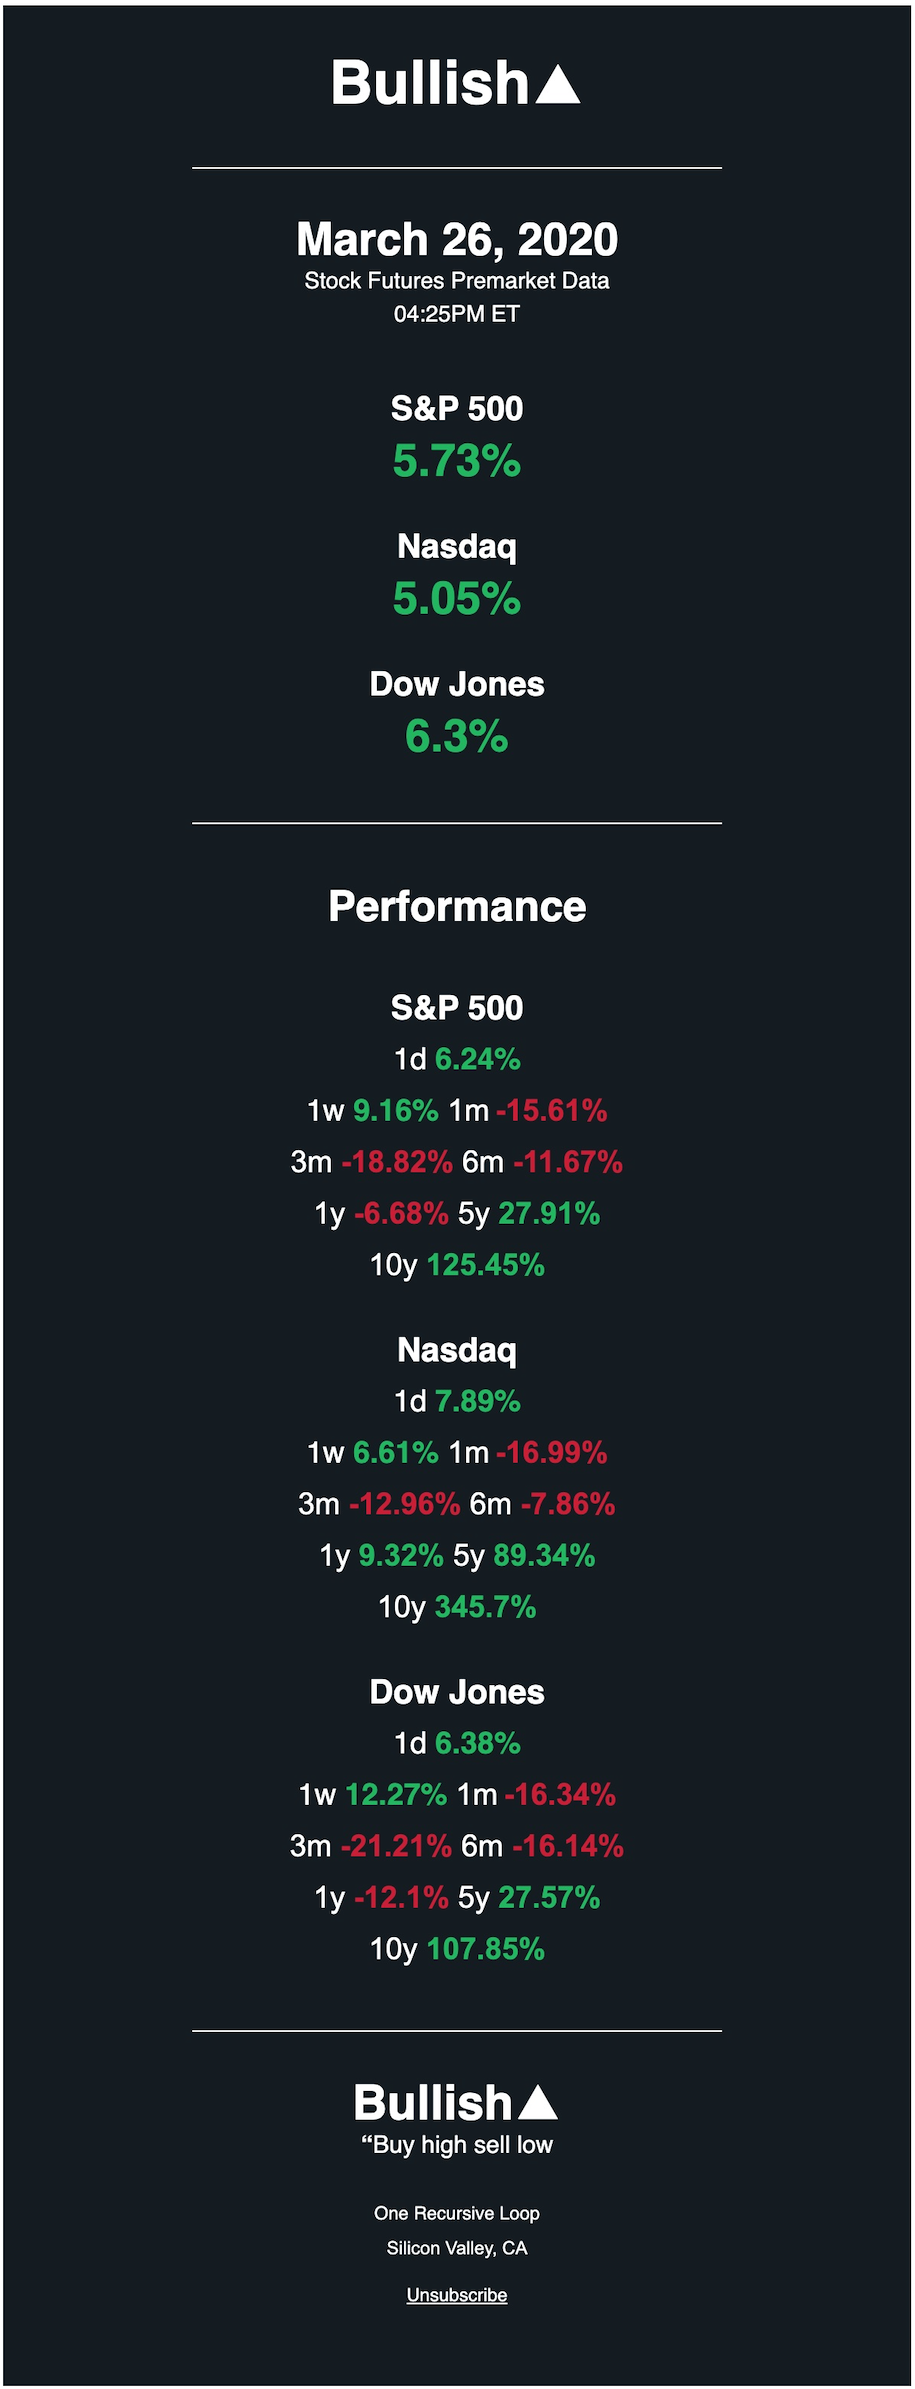 Bullish
March 26, 2020
Stock Futures Premarket Data
04:25PM ET
S&P 500
5.73%
Nasdaq
5.05%
Dow Jones
6.3%
Performance
S&P 500
1d 6.24%
1w 9.16% 1m -15.61%
3m -18.82% 6m -11.67%
1y -6.68% 5y 27.91%
10y 125.45%
Nasdaq
1d 7.89%
1w 6.61% 1m -16.99%
3m -12.96% 6m -7.86%
1y 9.32% 5y 89.34%
10y 345.7%
Dow Jones
1d 6.38%
1w 12.27% 1m -16.34%
3m -21.21% 6m -16.14%
1y -12.1% 5y 27.57%
10y 107.85%
Bullish
“Buy high sell low
One Recursive Loop
Silicon Valley, CA
Unsubscribe